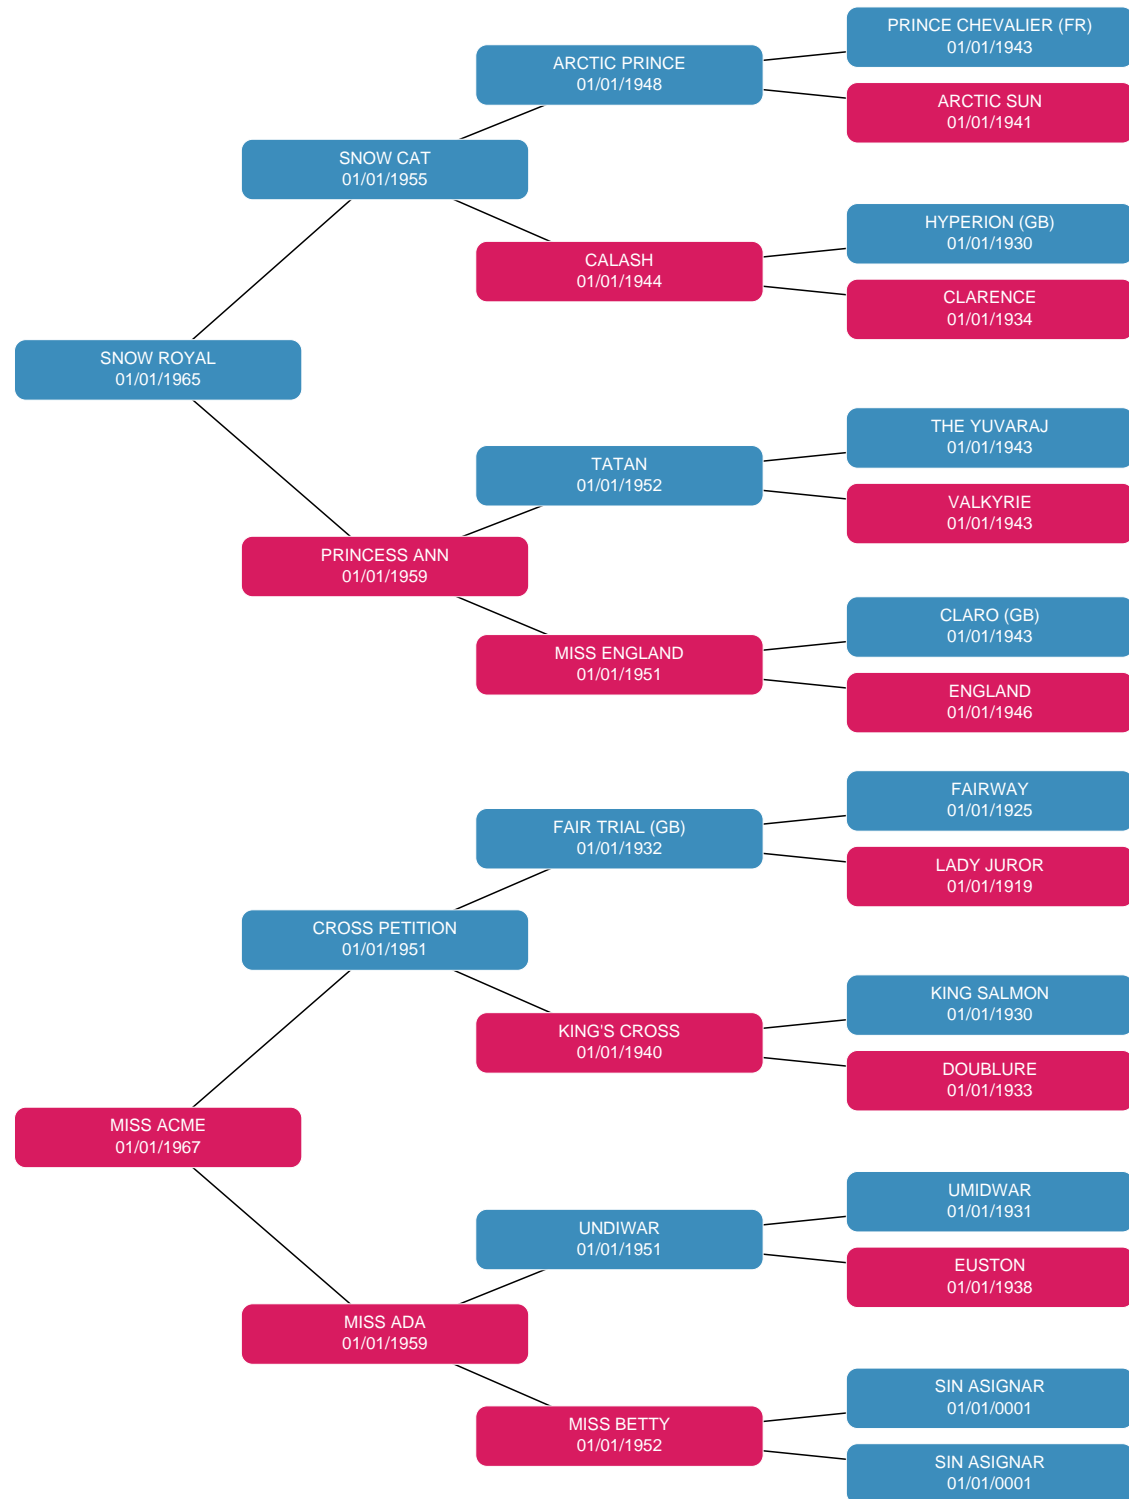 PRINCE CHEVALIER (FR)
01/01/1943
ARCTIC PRINCE
01/01/1948
ARCTIC SUN
01/01/1941
SNOW CAT
01/01/1955
HYPERION (GB)
01/01/1930
CALASH
01/01/1944
CLARENCE
01/01/1934
SNOW ROYAL
01/01/1965
THE YUVARAJ
01/01/1943
TATAN
01/01/1952
VALKYRIE
01/01/1943
PRINCESS ANN
01/01/1959
CLARO (GB)
01/01/1943
MISS ENGLAND
01/01/1951
ENGLAND
01/01/1946
FAIRWAY
01/01/1925
FAIR TRIAL (GB)
01/01/1932
LADY JUROR
01/01/1919
CROSS PETITION
01/01/1951
KING SALMON
01/01/1930
KING'S CROSS
01/01/1940
DOUBLURE
01/01/1933
MISS ACME
01/01/1967
UMIDWAR
01/01/1931
UNDIWAR
01/01/1951
EUSTON
01/01/1938
MISS ADA
01/01/1959
SIN ASIGNAR
01/01/0001
MISS BETTY
01/01/1952
SIN ASIGNAR
01/01/0001